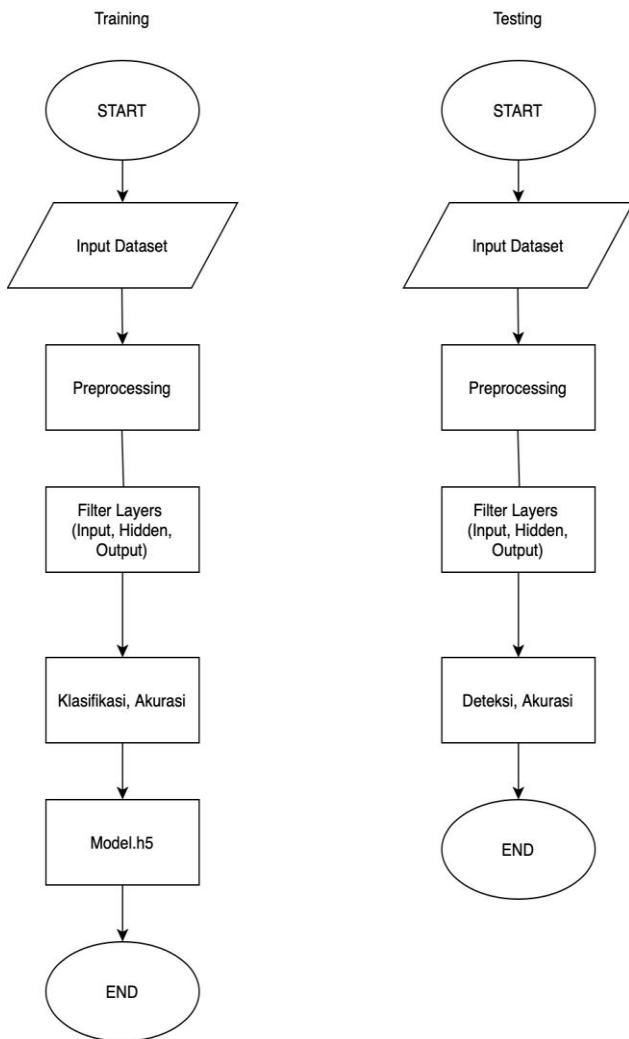 Training
START
Input Dataset
Preprocessing
Filter Layers
(Input, Hidden,
Output)
Klasifikasi, Akurasi
Model.h5
END
Testing
START
Input Dataset
Preprocessing
Filter Layers
(Input, Hidden,
Output)
Deteksi, Akurasi
END